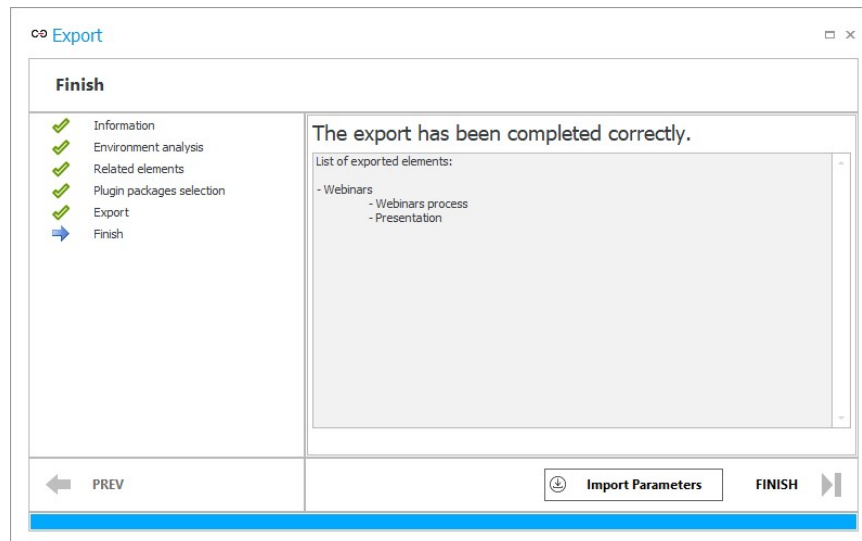 Export
Finish
Information
Environment analysis
Related elements
Plugin packages selection
Export
Finish
The export has been completed correctly.
List of exported elements:
- Webinars
- Webinars process
- Presentation
PREV
Import Parameters
FINISH